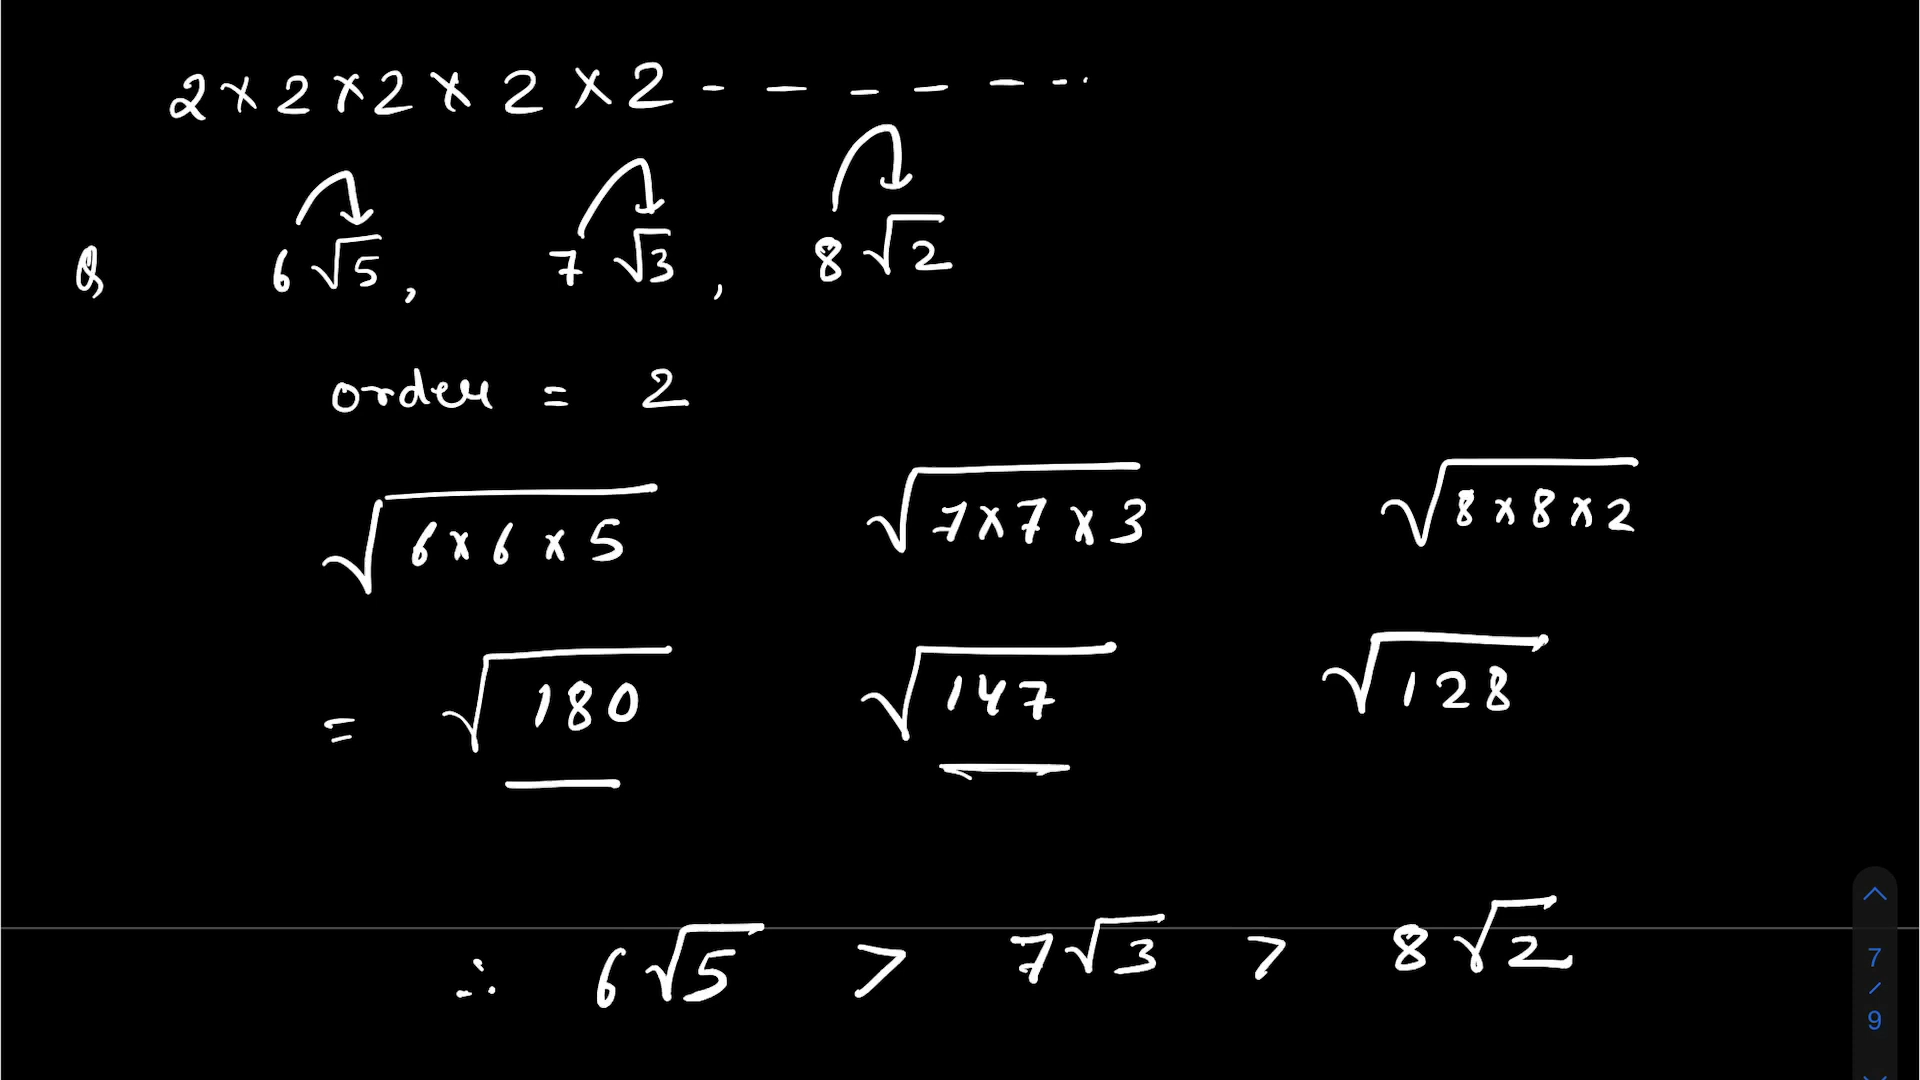 2 × 2 × 2 × 2 × 2 - - - - - - ..
Q 6 √5 , 7 √3 , 8 √2
order = 2
√6 × 6 × 5 √7 × 7 × 3 √8 × 8 × 2
= √180 √147 √128
∴ 6 √5 > 7 √3 > 8 √2
7
/
9